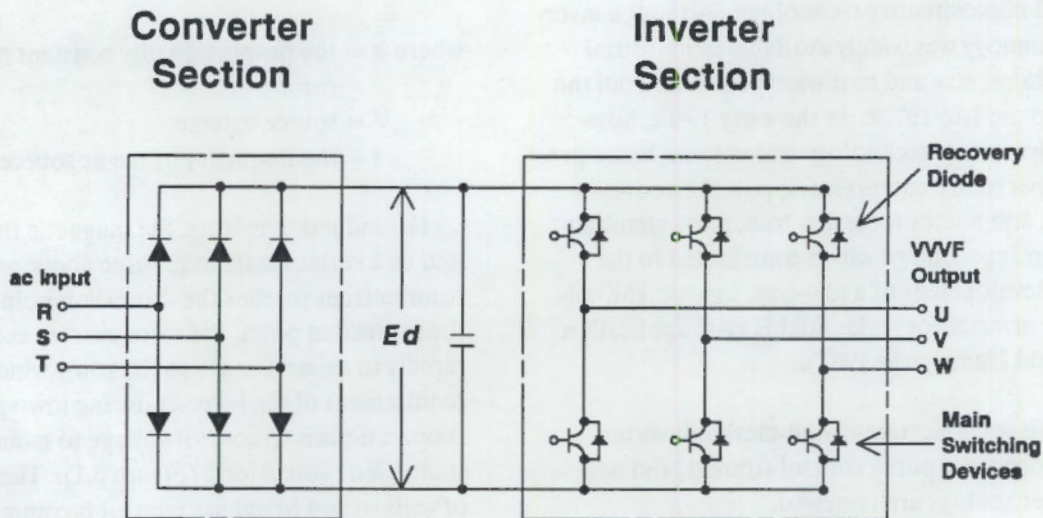 Converter
Section
Inverter
Section
Recovery
Diode
ac Input
R
S
T
Ed
VVVF
Output
U
V
W
Main
Switching
Devices